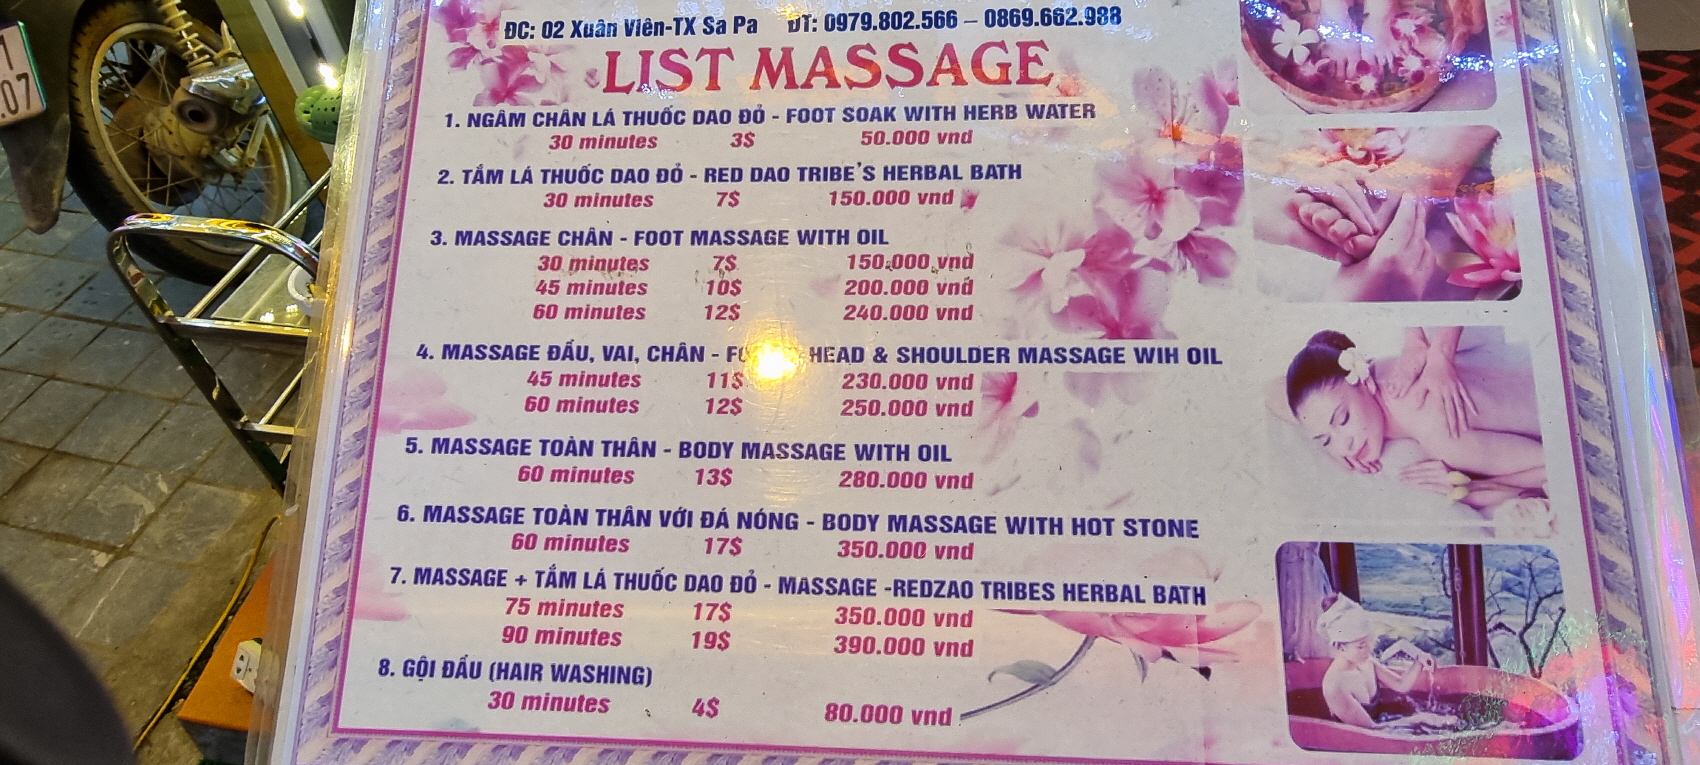 1
.07
ĐC: 02 Xuân Viên-TX Sa Pa ĐT: 0979.802.566 – 0869.662.988
LIST MASSAGE
1. NGÂM CHÂN LÁ THUỐC DAO ĐỎ - FOOT SOAK WITH HERB WATER
30 minutes 3$ 50.000 vnd
2. TẮM LÁ THUỐC DAO ĐỎ - RED DAO TRIBE'S HERBAL BATH
30 minutes 7$ 150.000 vnd
3. MASSAGE CHÂN - FOOT MASSAGE WITH OIL
30 minutes 7$ 150.000 vnd
45 minutes 10$ 200.000 vnd
60 minutes 12$ 240.000 vnd
4. MASSAGE ĐẦU, VAI, CHÂN - HEAD & SHOULDER MASSAGE WIH OIL
45 minutes 11$ 230.000 vnd
60 minutes 12$ 250.000 vnd
5. MASSAGE TOÀN THÂN - BODY MASSAGE WITH OIL
60 minutes 13$ 280.000 vnd
6. MASSAGE TOÀN THÂN VỚI ĐÁ NÓNG - BODY MASSAGE WITH HOT STONE
60 minutes 17$ 350.000 vnd
7. MASSAGE + TẮM LÁ THUỐC DAO ĐỎ - MASSAGE -REDZAO TRIBES HERBAL BATH
75 minutes 17$ 350.000 vnd
90 minutes 19$ 390.000 vnd
8. GỘI ĐẦU (HAIR WASHING)
30 minutes 4$ 80.000 vnd